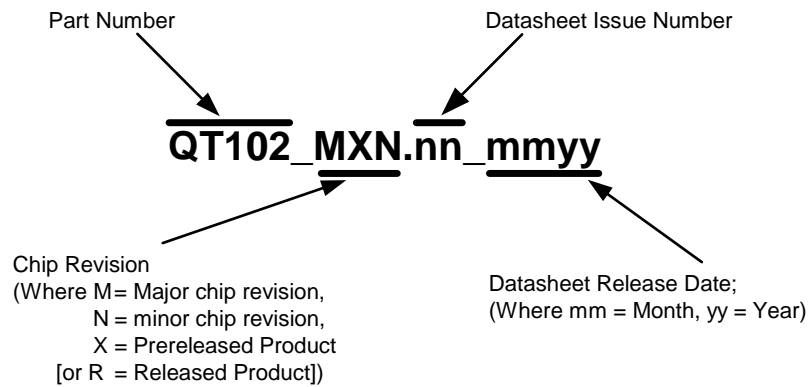 Part Number
Datasheet Issue Number
QT102_MXN.nn_mmyy
Chip Revision
(Where M= Major chip revision,
N = minor chip revision,
X = Prereleased Product
[or R = Released Product])
Datasheet Release Date;
(Where mm = Month, yy = Year)